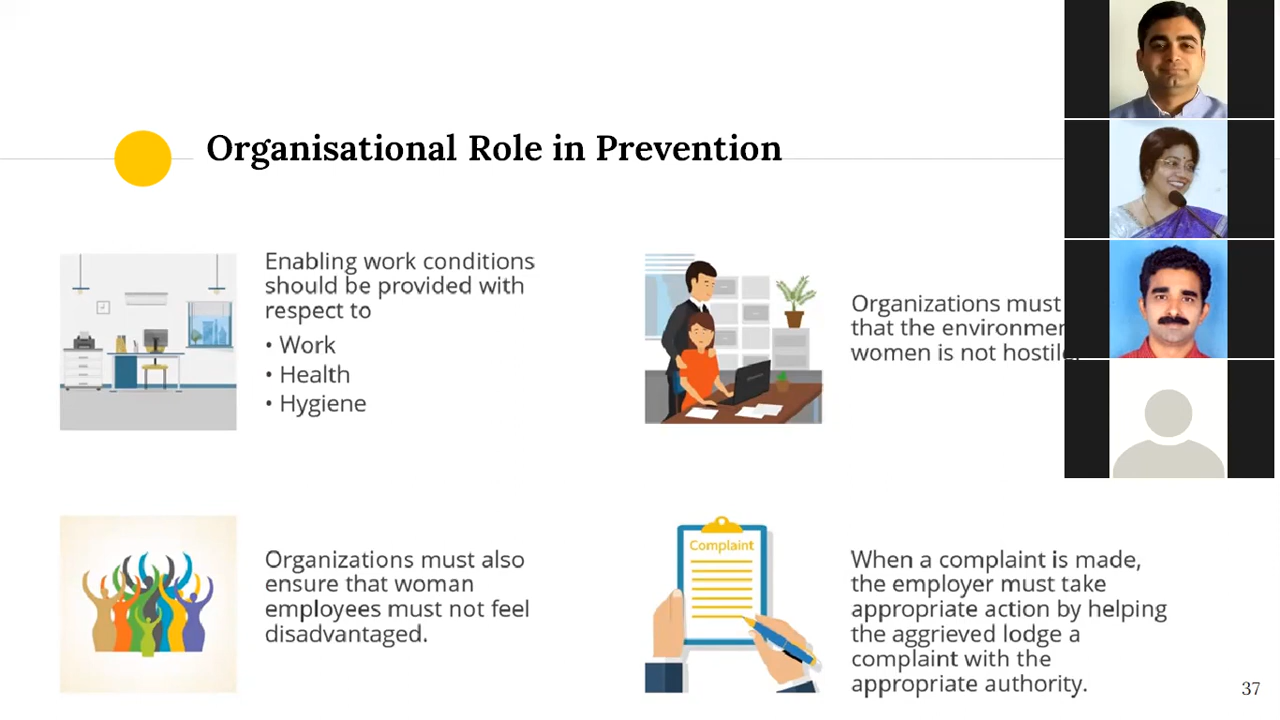 Organisational Role in Prevention
Enabling work conditions
should be provided with
respect to
• Work
• Health
• Hygiene
Organizations must
that the environmen
women is not hostile.
Organizations must also
ensure that woman
employees must not feel
disadvantaged.
Complaint
When a complaint is made,
the employer must take
appropriate action by helping
the aggrieved lodge a
complaint with the
appropriate authority.
37